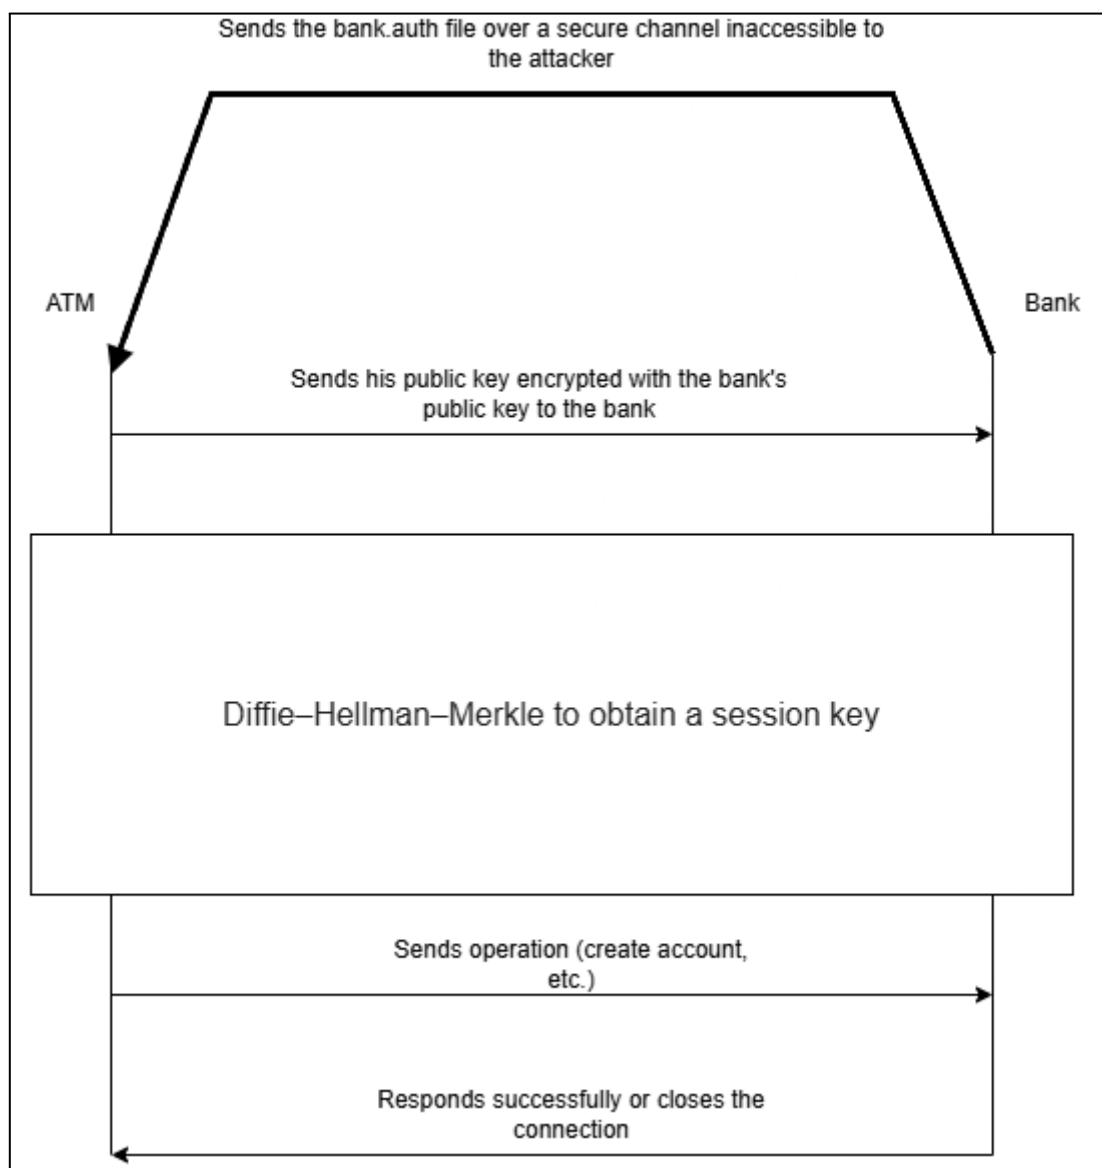 Sends the bank.auth file over a secure channel inaccessible to
the attacker
ATM
Bank
Sends his public key encrypted with the bank's
public key to the bank
Diffie–Hellman–Merkle to obtain a session key
Sends operation (create account,
etc.)
Responds successfully or closes the
connection